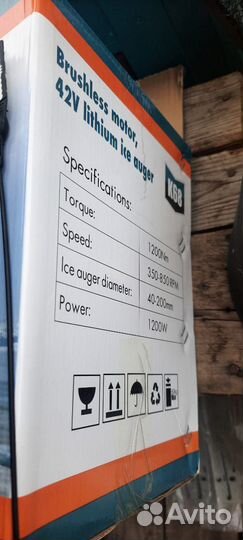 Brushless motor,
42V lithium ice auger
K68
Specifications:
Torque: 1200Nm
Speed: 350-850 RPM
Ice auger diameter: 40-200mm
Power: 1200W
Avito